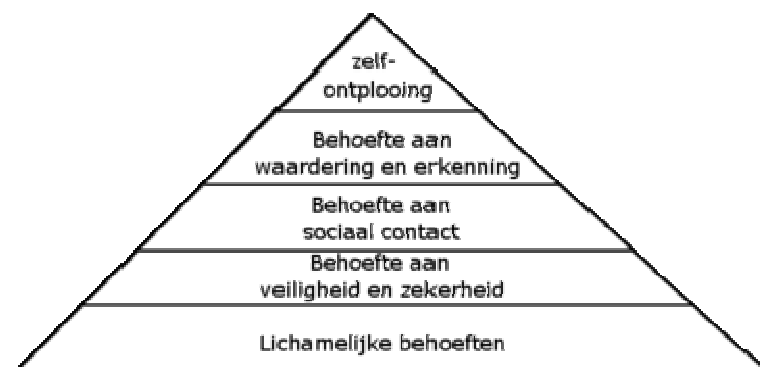 zelf-
ontplooing
Behoefte aan
waardering en erkenning
Behoefte aan
sociaal contact
Behoefte aan
veiligheid en zekerheid
Lichamelijke behoeften